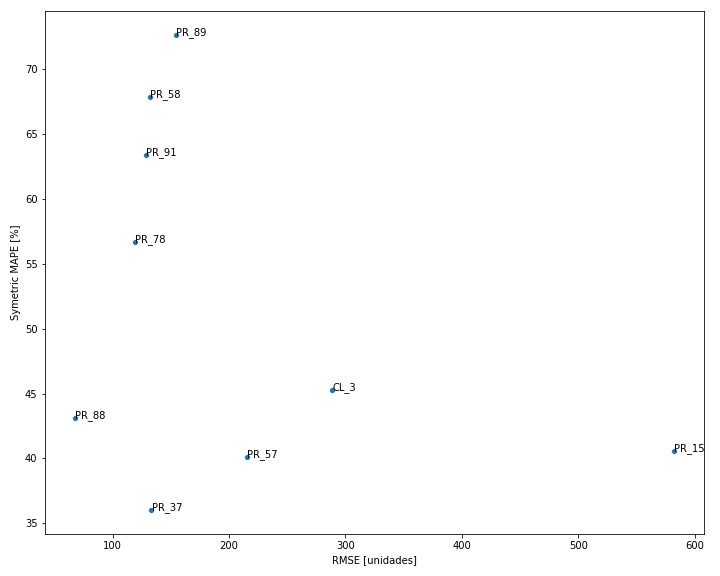 PR_89
70
PR_58
65
PR_91
60
PR_78
55
Symetric MAPE [%]
50
45
CL_3
PR_88
40
PR_57
PR_15
PR_37
35
100
200
300
400
500
600
RMSE [unidades]